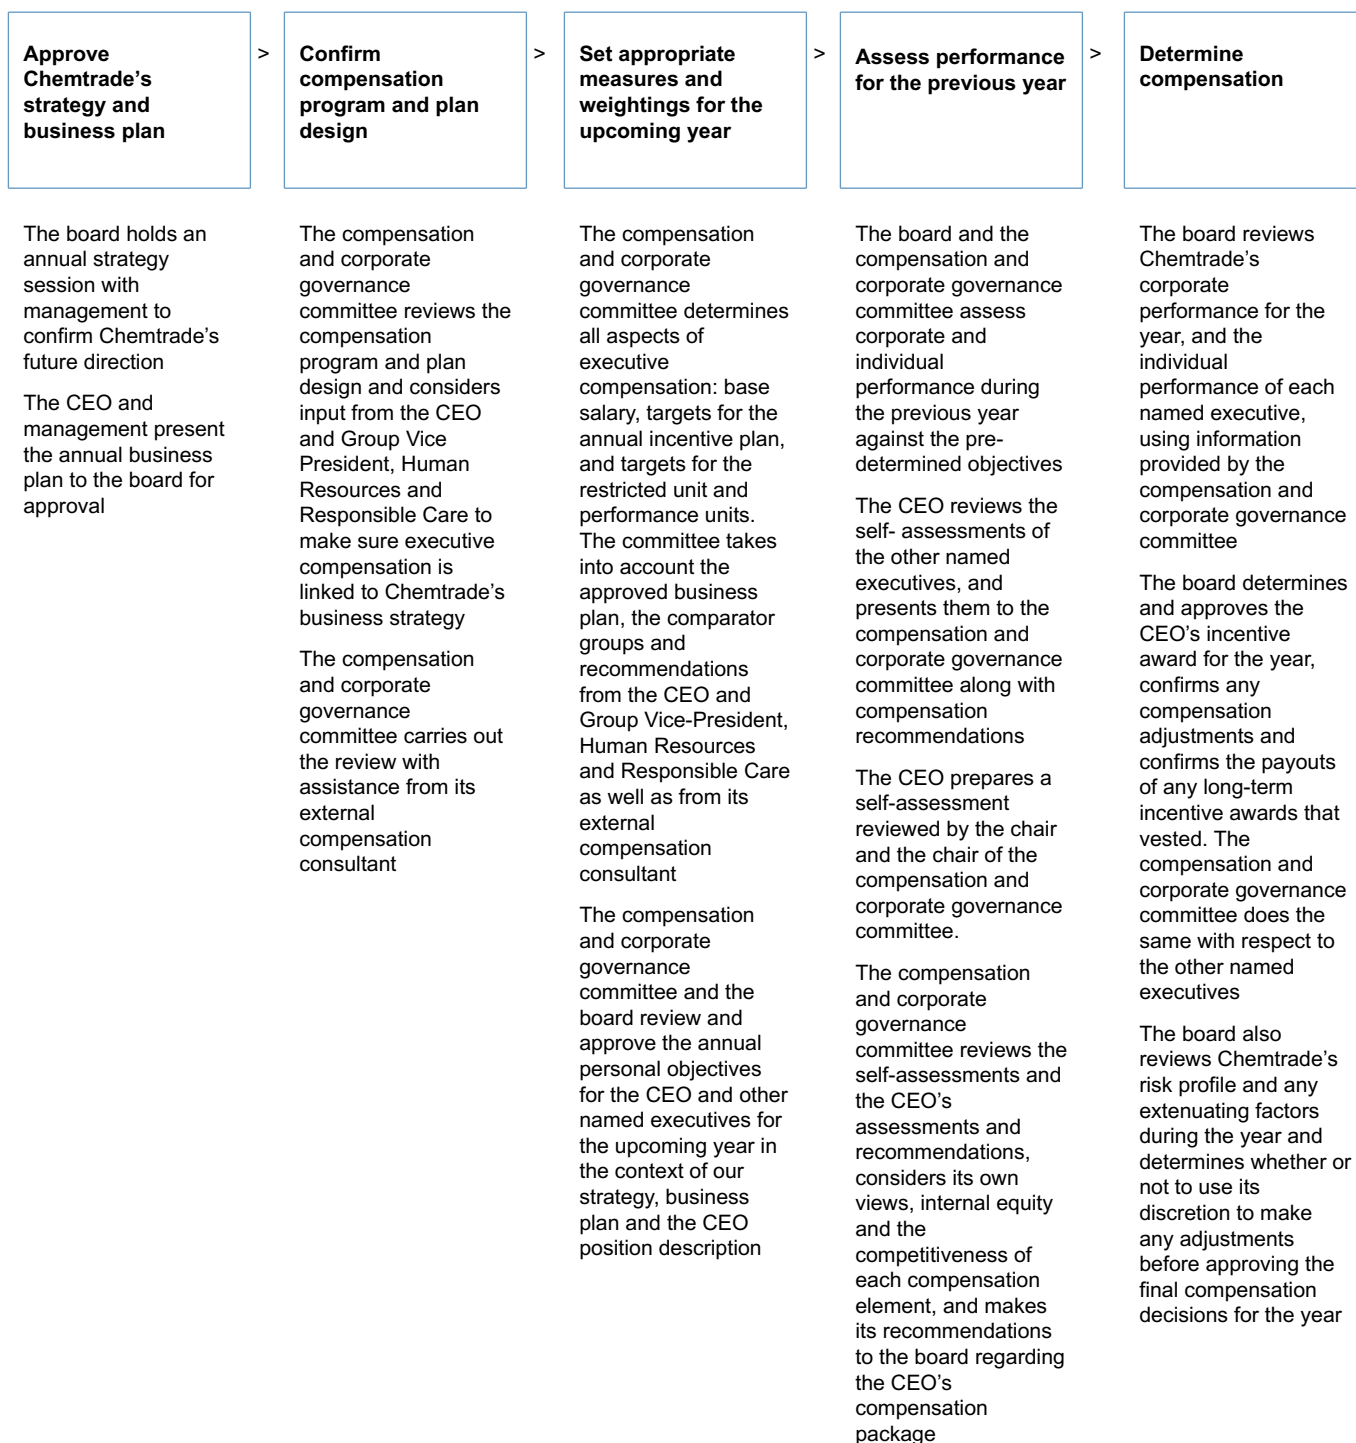 Approve
Chemtrade's
strategy and
business plan
>
Confirm
compensation
program and plan
design
>
Set appropriate
measures and
weightings for the
upcoming year
>
Assess performance
for the previous year
>
Determine
compensation
The board holds an
annual strategy
session with
management to
confirm Chemtrade's
future direction
The CEO and
management present
the annual business
plan to the board for
approval
The compensation
and corporate
governance
committee reviews the
compensation
program and plan
design and considers
input from the CEO
and Group Vice
President, Human
Resources and
Responsible Care to
make sure executive
compensation is
linked to Chemtrade's
business strategy
The compensation
and corporate
governance
committee carries out
the review with
assistance from its
external
compensation
consultant
The compensation
and corporate
governance
committee determines
all aspects of
executive
compensation: base
salary, targets for the
annual incentive plan,
and targets for the
restricted unit and
performance units.
The committee takes
into account the
approved business
plan, the comparator
groups and
recommendations
from the CEO and
Group Vice-President,
Human Resources
and Responsible Care
as well as from its
external
compensation
consultant
The compensation
and corporate
governance
committee and the
board review and
approve the annual
personal objectives
for the CEO and other
named executives for
the upcoming year in
the context of our
strategy, business
plan and the CEO
position description
The board and the
compensation and
corporate governance
committee assess
corporate and
individual
performance during
the previous year
against the pre-
determined objectives
The CEO reviews the
self- assessments of
the other named
executives, and
presents them to the
compensation and
corporate governance
committee along with
compensation
recommendations
The CEO prepares a
self-assessment
reviewed by the chair
and the chair of the
compensation and
corporate governance
committee.
The compensation
and corporate
governance
committee reviews the
self-assessments and
the CEO's
assessments and
recommendations,
considers its own
views, internal equity
and the
competitiveness of
each compensation
element, and makes
its recommendations
to the board regarding
the CEO's
compensation
package
The board reviews
Chemtrade's
corporate
performance for the
year, and the
individual
performance of each
named executive,
using information
provided by the
compensation and
corporate governance
committee
The board determines
and approves the
CEO's incentive
award for the year,
confirms any
compensation
adjustments and
confirms the payouts
of any long-term
incentive awards that
vested. The
compensation and
corporate governance
committee does the
same with respect to
the other named
executives
The board also
reviews Chemtrade's
risk profile and any
extenuating factors
during the year and
determines whether or
not to use its
discretion to make
any adjustments
before approving the
final compensation
decisions for the year